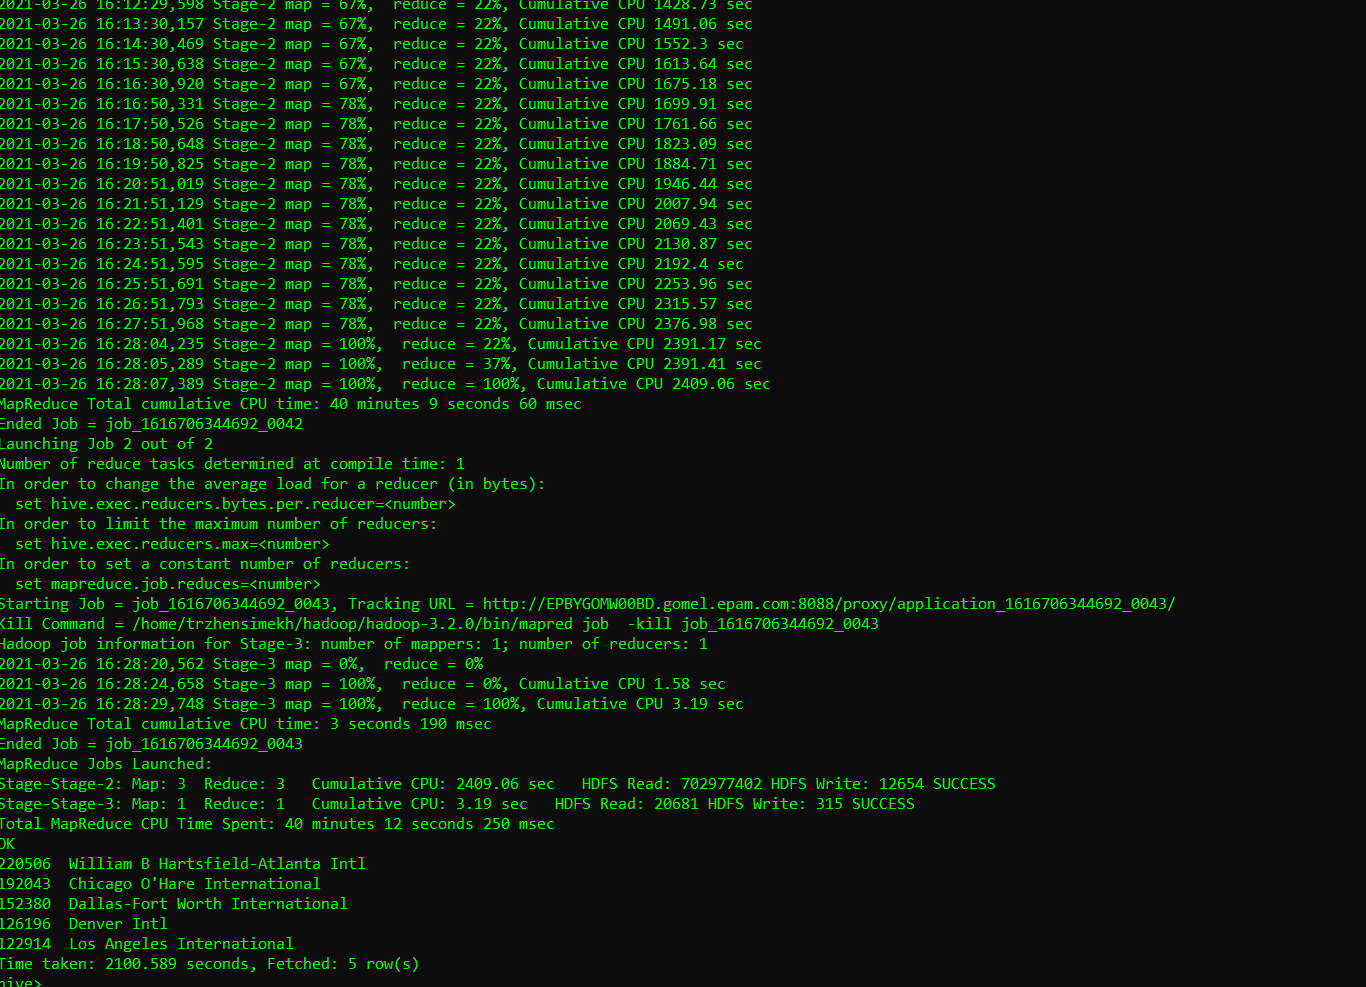 2021-03-26 16:12:29,598 Stage-2 map = 67%,  reduce = 22%, Cumulative CPU 1428.73 sec
2021-03-26 16:13:30,157 Stage-2 map = 67%,  reduce = 22%, Cumulative CPU 1491.06 sec
2021-03-26 16:14:30,469 Stage-2 map = 67%,  reduce = 22%, Cumulative CPU 1552.3 sec
2021-03-26 16:15:30,638 Stage-2 map = 67%,  reduce = 22%, Cumulative CPU 1613.64 sec
2021-03-26 16:16:30,920 Stage-2 map = 67%,  reduce = 22%, Cumulative CPU 1675.18 sec
2021-03-26 16:16:50,331 Stage-2 map = 78%,  reduce = 22%, Cumulative CPU 1699.91 sec
2021-03-26 16:17:50,526 Stage-2 map = 78%,  reduce = 22%, Cumulative CPU 1761.66 sec
2021-03-26 16:18:50,648 Stage-2 map = 78%,  reduce = 22%, Cumulative CPU 1823.09 sec
2021-03-26 16:19:50,825 Stage-2 map = 78%,  reduce = 22%, Cumulative CPU 1884.71 sec
2021-03-26 16:20:51,019 Stage-2 map = 78%,  reduce = 22%, Cumulative CPU 1946.44 sec
2021-03-26 16:21:51,129 Stage-2 map = 78%,  reduce = 22%, Cumulative CPU 2007.94 sec
2021-03-26 16:22:51,401 Stage-2 map = 78%,  reduce = 22%, Cumulative CPU 2069.43 sec
2021-03-26 16:23:51,543 Stage-2 map = 78%,  reduce = 22%, Cumulative CPU 2130.87 sec
2021-03-26 16:24:51,595 Stage-2 map = 78%,  reduce = 22%, Cumulative CPU 2192.4 sec
2021-03-26 16:25:51,691 Stage-2 map = 78%,  reduce = 22%, Cumulative CPU 2253.96 sec
2021-03-26 16:26:51,793 Stage-2 map = 78%,  reduce = 22%, Cumulative CPU 2315.57 sec
2021-03-26 16:27:51,968 Stage-2 map = 78%,  reduce = 22%, Cumulative CPU 2376.98 sec
2021-03-26 16:28:04,235 Stage-2 map = 100%,  reduce = 22%, Cumulative CPU 2391.17 sec
2021-03-26 16:28:05,289 Stage-2 map = 100%,  reduce = 37%, Cumulative CPU 2391.41 sec
2021-03-26 16:28:07,389 Stage-2 map = 100%,  reduce = 100%, Cumulative CPU 2409.06 sec
MapReduce Total cumulative CPU time: 40 minutes 9 seconds 60 msec
Ended Job = job_1616706344692_0042
Launching Job 2 out of 2
Number of reduce tasks determined at compile time: 1
In order to change the average load for a reducer (in bytes):
  set hive.exec.reducers.bytes.per.reducer=<number>
In order to limit the maximum number of reducers:
  set hive.exec.reducers.max=<number>
In order to set a constant number of reducers:
  set mapreduce.job.reduces=<number>
Starting Job = job_1616706344692_0043, Tracking URL = http://EPBYGOMW00BD.gomel.epam.com:8088/proxy/application_1616706344692_0043/
Kill Command = /home/trzhensimekh/hadoop/hadoop-3.2.0/bin/mapred job  -kill job_1616706344692_0043
Hadoop job information for Stage-3: number of mappers: 1; number of reducers: 1
2021-03-26 16:28:20,562 Stage-3 map = 0%,  reduce = 0%
2021-03-26 16:28:24,658 Stage-3 map = 100%,  reduce = 0%, Cumulative CPU 1.58 sec
2021-03-26 16:28:29,748 Stage-3 map = 100%,  reduce = 100%, Cumulative CPU 3.19 sec
MapReduce Total cumulative CPU time: 3 seconds 190 msec
Ended Job = job_1616706344692_0043
MapReduce Jobs Launched:
Stage-Stage-2: Map: 3  Reduce: 3   Cumulative CPU: 2409.06 sec   HDFS Read: 702977402 HDFS Write: 12654 SUCCESS
Stage-Stage-3: Map: 1  Reduce: 1   Cumulative CPU: 3.19 sec   HDFS Read: 20681 HDFS Write: 315 SUCCESS
Total MapReduce CPU Time Spent: 40 minutes 12 seconds 250 msec
OK
220506  William B Hartsfield-Atlanta Intl
192043  Chicago O'Hare International
152380  Dallas-Fort Worth International
126196  Denver Intl
122914  Los Angeles International
Time taken: 2100.589 seconds, Fetched: 5 row(s)
hive>